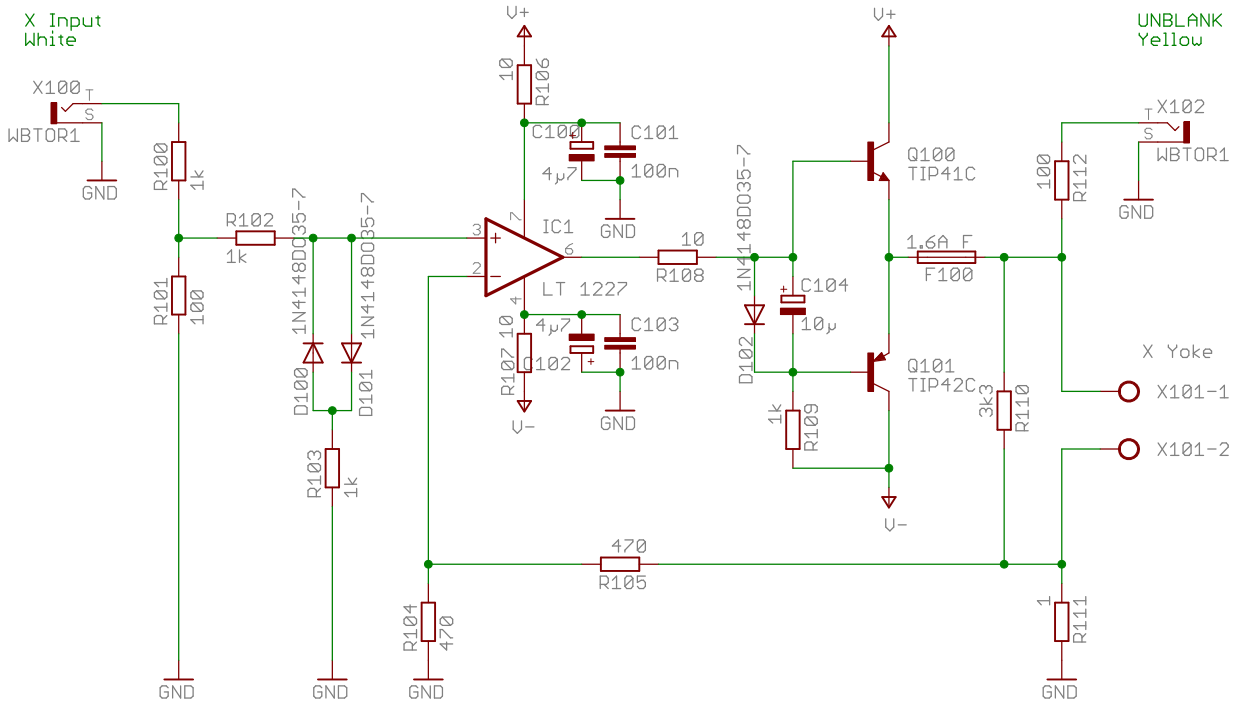 X Input
White
V+
V+
UNBLANK
Yellow
X100
T
S
WBTOR1
GND
R100
1k
10
R106
C100
+
4µ7
C101
100n
GND
Q100
TIP41C
X102
T
S
WBTOR1
GND
100
R112
R102
1k
R101
100
1N4148DO35-7
1N4148DO35-7
D100
D101
3
+
2
−
7
4
6
IC1
LT 1227
10
R108
1N4148DO35-7
D102
+
C104
10µ
1.6A F
F100
10
R107
4µ7
C102
+
C103
100n
GND
V-
Q101
TIP42C
1k
R109
V-
3k3
R110
X Yoke
X101-1
X101-2
R103
1k
470
R105
R104
470
1
R111
GND
GND
GND
GND